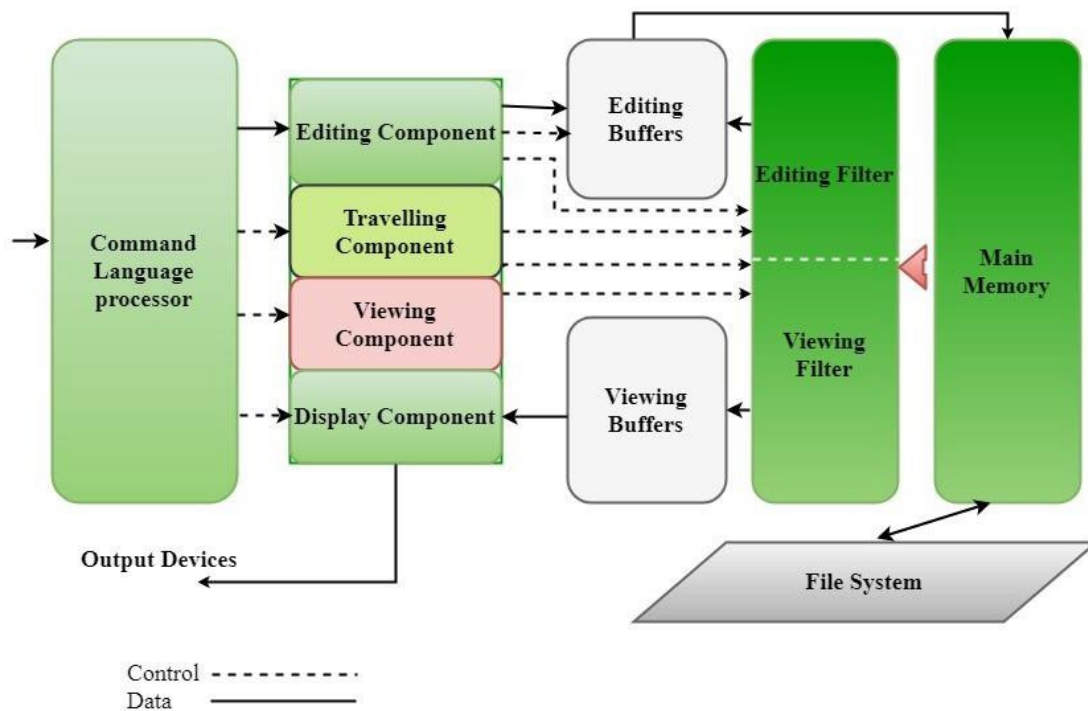 Command
Language
processor
Editing Component
Travelling
Component
Viewing
Component
Display Component
Editing
Buffers
Viewing
Buffers
Editing Filter
Viewing
Filter
Main
Memory
File System
Output Devices
Control
Data